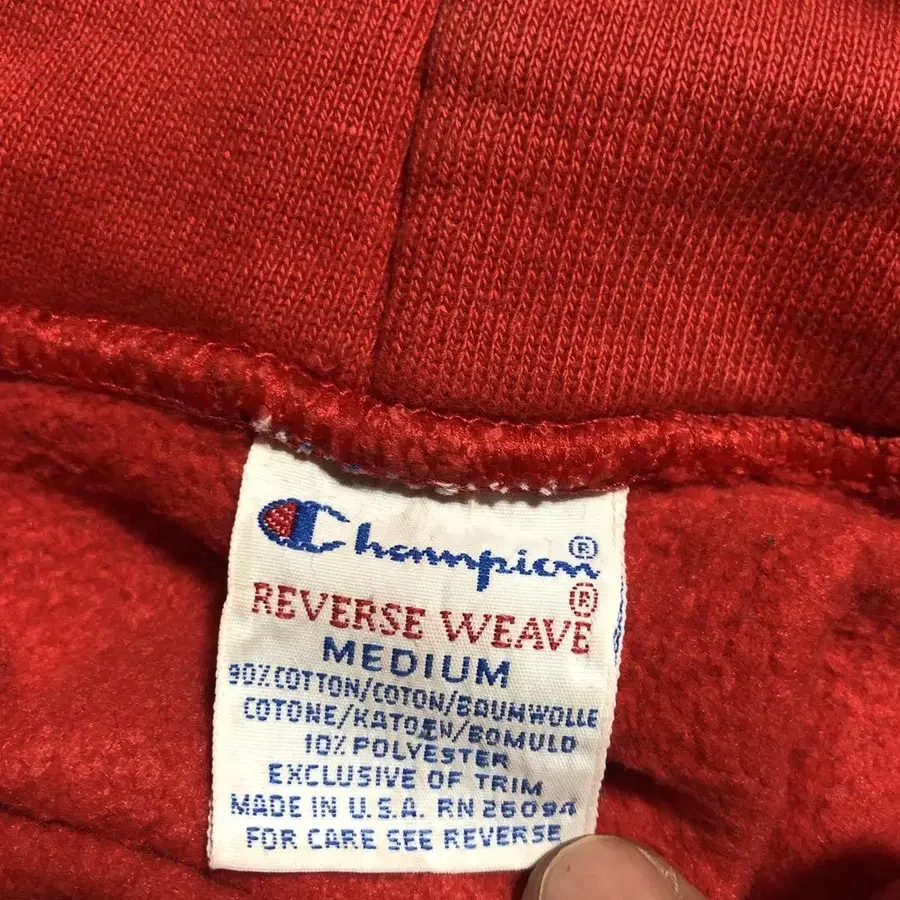 Champion®
REVERSE WEAVE®
MEDIUM
90% COTTON/COTON/BAUMWOLLE
COTONE/KATOEN/BOMULD
10% POLYESTER
EXCLUSIVE OF TRIM
MADE IN U.S.A. RN 26094
FOR CARE SEE REVERSE